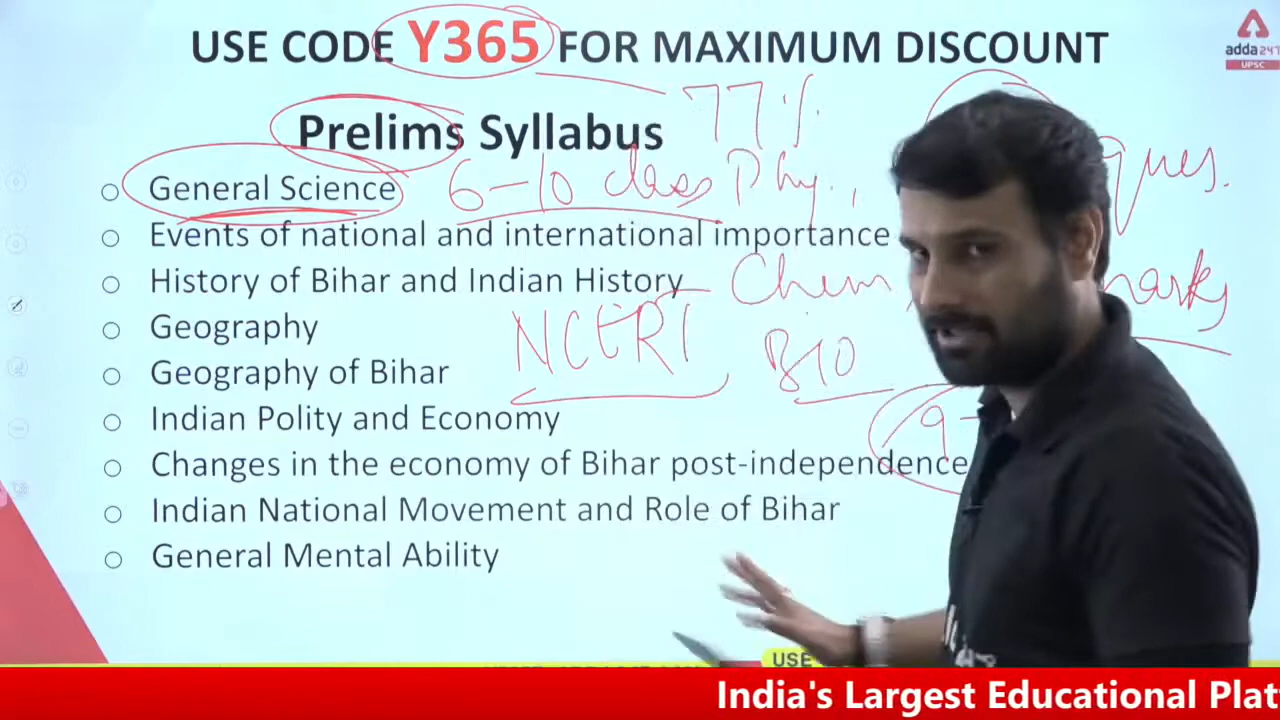 USE CODE Y365 FOR MAXIMUM DISCOUNT
adda247
UPSC
77%
Prelims Syllabus
General Science
6-10 class Phy.,
ques.
Events of national and international importance
History of Bihar and Indian History
Chem
marks
Geography
NCERT
BIO
Geography of Bihar
Indian Polity and Economy
9-
Changes in the economy of Bihar post-independence
Indian National Movement and Role of Bihar
General Mental Ability
USE
India's Largest Educational Plat